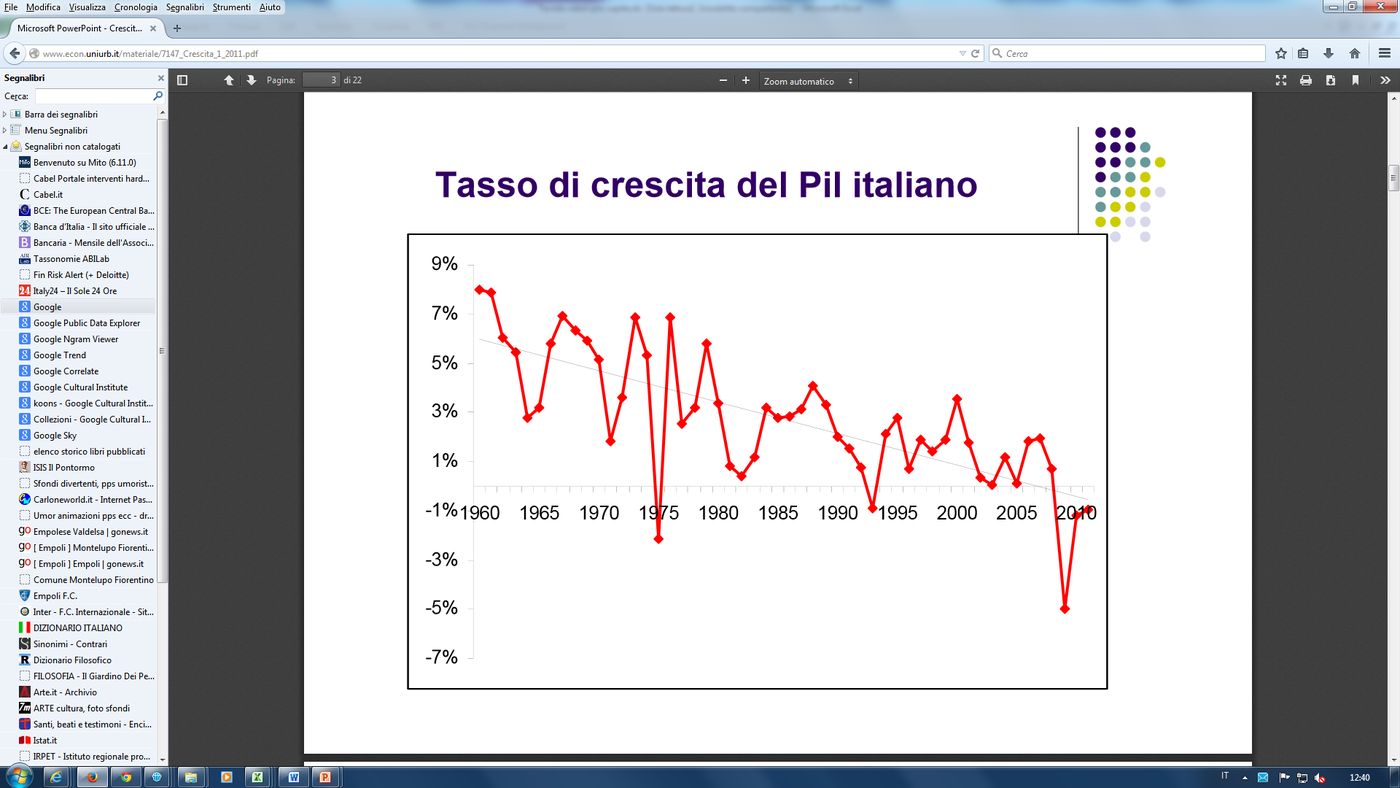 File Modifica Visualizza Cronologia Segnalibri Strumenti Aiuto
Microsoft PowerPoint - Crescit...
www.econ.uniurb.it/materiale/7147_Crescita_1_2011.pdf
Cerca
Segnalibri
Pagina: 3 di 22
Zoom automatico
Cerca:
Barra dei segnalibri
Menu Segnalibri
Segnalibri non catalogati
Benvenuto su Mito (6.11.0)
Cabel Portale interventi hard...
Cabel.it
BCE: The European Central Ba...
Banca d'Italia - Il sito ufficiale ...
Bancaria - Mensile dell'Associ...
Tassonomie ABILab
Fin Risk Alert (+ Deloitte)
Italy24 – Il Sole 24 Ore
Google
Google Public Data Explorer
Google Ngram Viewer
Google Trend
Google Correlate
Google Cultural Institute
koons - Google Cultural Instit...
Collezioni - Google Cultural I...
Google Sky
elenco storico libri pubblicati
ISIS Il Pontormo
Sfondi divertenti, pps umorist...
Carloneworld.it - Internet Pas...
Umor animazioni pps ecc - dr...
Empolese Valdelsa | gonews.it
[ Empoli ] Montelupo Fiorenti...
[ Empoli ] Empoli | gonews.it
Comune Montelupo Fiorentino
Empoli F.C.
Inter - F.C. Internazionale - Sit...
DIZIONARIO ITALIANO
Sinonimi - Contrari
Dizionario Filosofico
FILOSOFIA - Il Giardino Dei Pe...
Arte.it - Archivio
ARTE cultura, foto sfondi
Santi, beati e testimoni - Enci...
Istat.it
IRPET - Istituto regionale pro...
Tasso di crescita del Pil italiano
9%
7%
5%
3%
1%
-1%
1960 1965 1970 1975 1980 1985 1990 1995 2000 2005 2010
-3%
-5%
-7%
IT
12:40